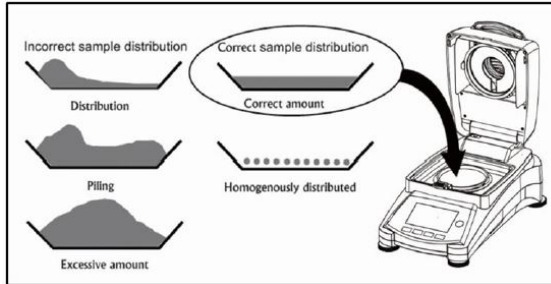 Incorrect sample distribution
Correct sample distribution
Distribution
Correct amount
Piling
Homogenously distributed
Excessive amount